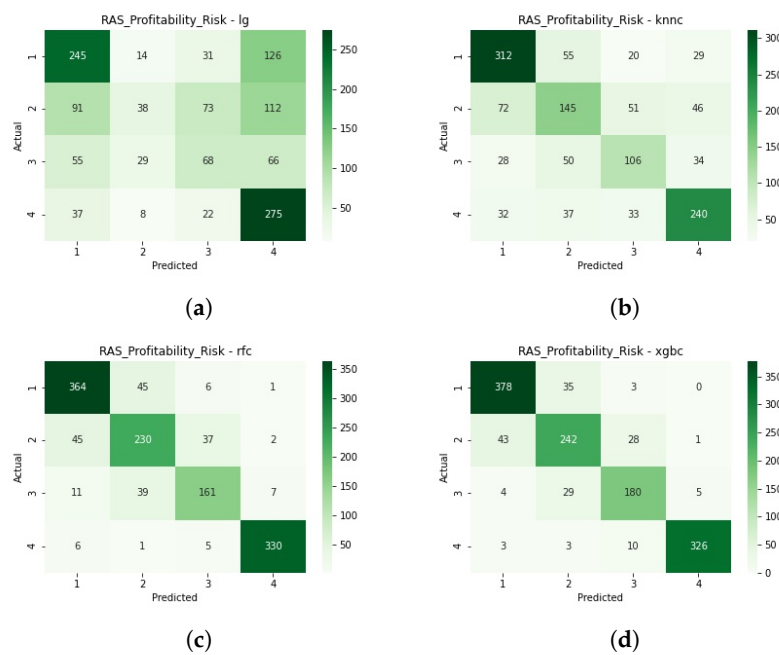 RAS_Profitability_Risk - lg
1 245 14 31 126
2 91 38 73 112
3 55 29 68 66
4 37 8 22 275
1 2 3 4
Actual
Predicted
250
200
150
100
50
(a)
RAS_Profitability_Risk - knnc
1 312 55 20 29
2 72 145 51 46
3 28 50 106 34
4 32 37 33 240
1 2 3 4
Actual
Predicted
300
250
200
150
100
50
(b)
RAS_Profitability_Risk - rfc
1 364 45 6 1
2 45 230 37 2
3 11 39 161 7
4 6 1 5 330
1 2 3 4
Actual
Predicted
350
300
250
200
150
100
50
(c)
RAS_Profitability_Risk - xgbc
1 378 35 3 0
2 43 242 28 1
3 4 29 180 5
4 3 3 10 326
1 2 3 4
Actual
Predicted
350
300
250
200
150
100
50
0
(d)